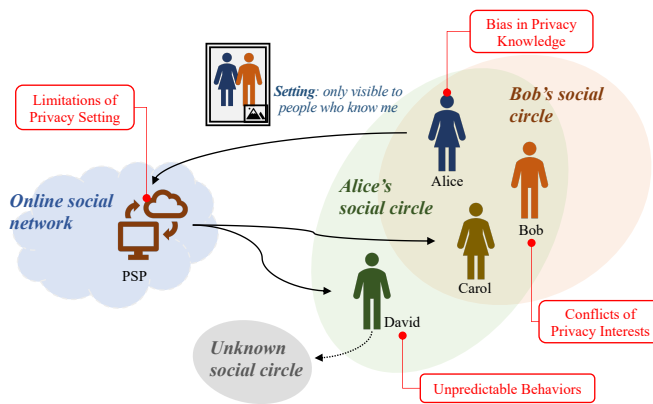 Bias in Privacy
Knowledge
Limitations of
Privacy Setting
Setting: only visible to
people who know me
Bob's social
circle
Alice
Online social
network
Alice's
social circle
Bob
PSP
Carol
David
Conflicts of
Privacy Interests
Unknown
social circle
Unpredictable Behaviors